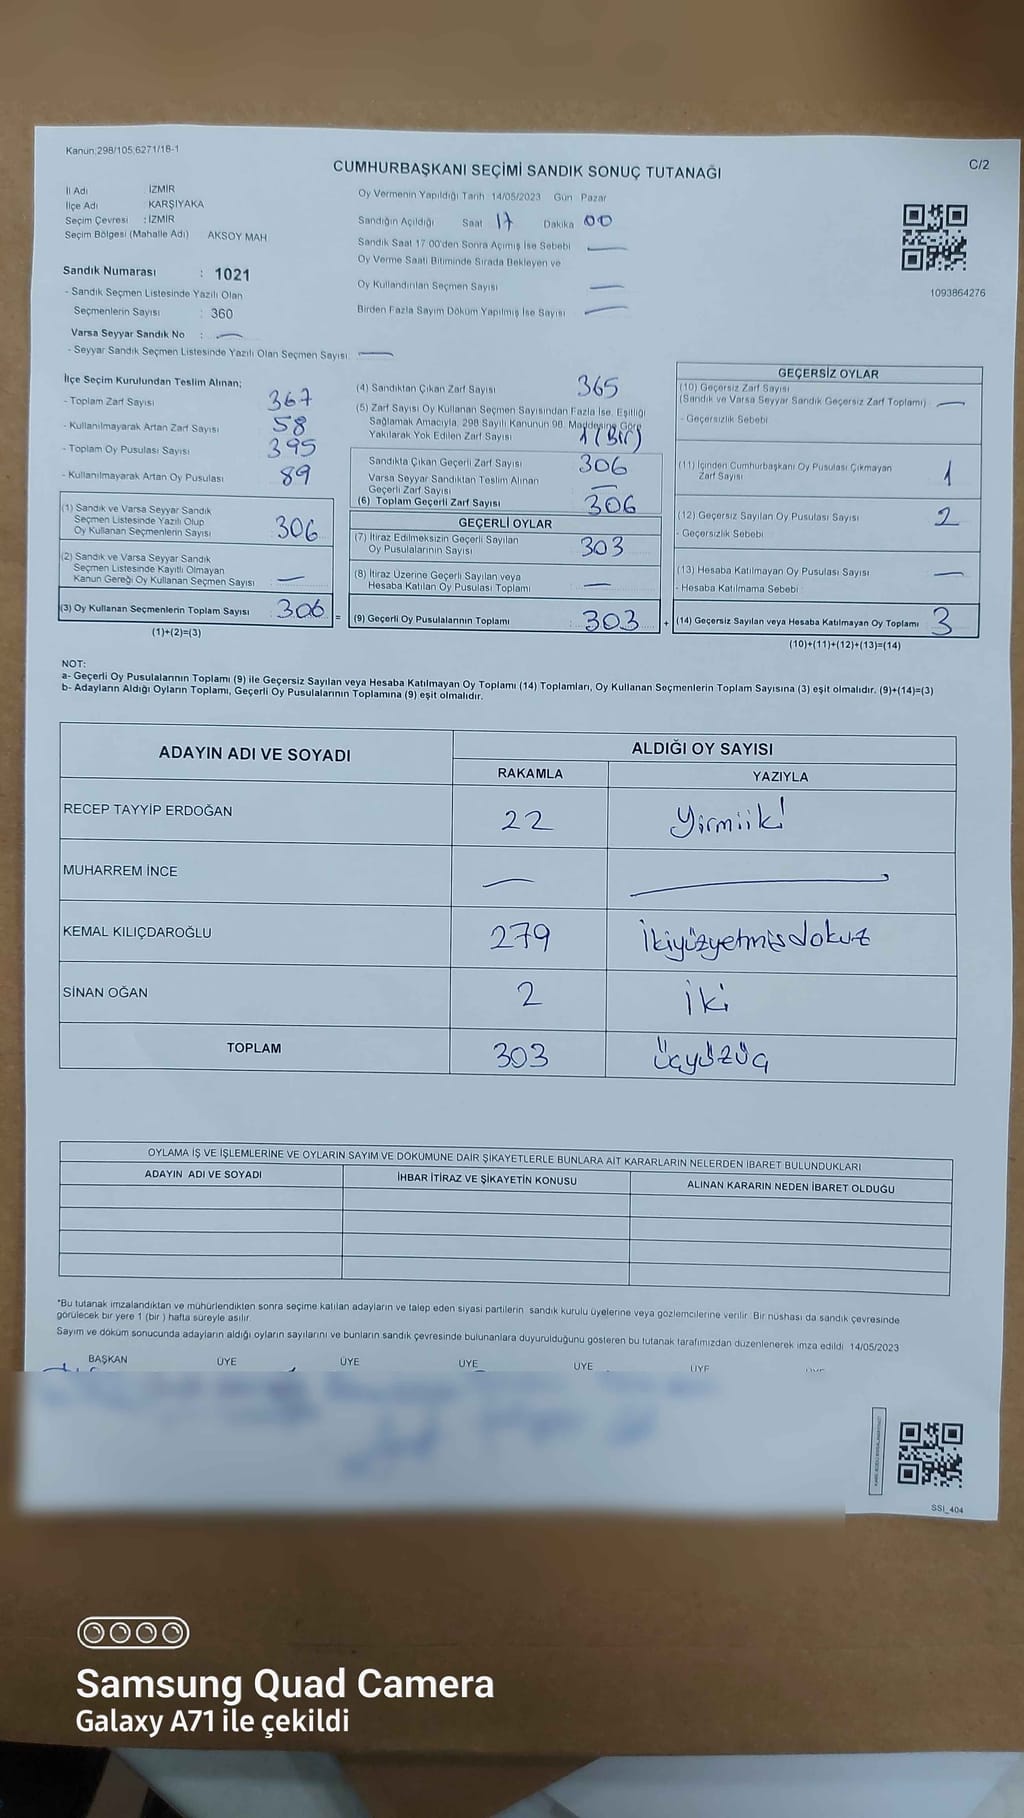 Kanun:298/105,6271/18-1
CUMHURBAŞKANI SEÇİMİ SANDIK SONUÇ TUTANAĞI
C/2
İl Adı İZMİR
İlçe Adı KARŞIYAKA
Seçim Çevresi : İZMİR
Seçim Bölgesi (Mahalle Adı) AKSOY MAH
Oy Vermenin Yapıldığı Tarih 14/05/2023 Gün Pazar
Sandığın Açıldığı Saat 17 Dakika 00
Sandık Saat 17 00'den Sonra Açımış İse Sebebi —
Oy Verme Saati Bitiminde Sırada Bekleyen ve
Oy Kullandırılan Seçmen Sayısı —
Birden Fazla Sayım Döküm Yapılmış İse Sayısı —
1093864276
Sandık Numarası : 1021
- Sandık Seçmen Listesinde Yazılı Olan
Seçmenlerin Sayısı : 360
Varsa Seyyar Sandık No : —
- Seyyar Sandık Seçmen Listesinde Yazılı Olan Seçmen Sayısı —
İlçe Seçim Kurulundan Teslim Alınan;
- Toplam Zarf Sayısı 367
- Kullanılmayarak Artan Zarf Sayısı 58
- Toplam Oy Pusulası Sayısı 395
- Kullanılmayarak Artan Oy Pusulası 89
(1) Sandık ve Varsa Seyyar Sandık
Seçmen Listesinde Yazılı Olup
Oy Kullanan Seçmenlerin Sayısı 306
(2) Sandık ve Varsa Seyyar Sandık
Seçmen Listesinde Kayıtlı Olmayan
Kanun Gereği Oy Kullanan Seçmen Sayısı —
(3) Oy Kullanan Seçmenlerin Toplam Sayısı 306 =
(1)+(2)=(3)
(4) Sandıktan Çıkan Zarf Sayısı 365
(5) Zarf Sayısı Oy Kullanan Seçmen Sayısından Fazla İse, Eşitliği
Sağlamak Amacıyla, 298 Sayılı Kanunun 98. Maddesine Göre
Yakılarak Yok Edilen Zarf Sayısı 1 (Bir)
Sandıkta Çıkan Geçerli Zarf Sayısı 306
Varsa Seyyar Sandıktan Teslim Alınan
Geçerli Zarf Sayısı —
(6) Toplam Geçerli Zarf Sayısı 306
GEÇERLİ OYLAR
(7) İtiraz Edilmeksizin Geçerli Sayılan
Oy Pusulalarının Sayısı 303
(8) İtiraz Üzerine Geçerli Sayılan veya
Hesaba Katılan Oy Pusulası Toplamı —
(9) Geçerli Oy Pusulalarının Toplamı 303 +
GEÇERSİZ OYLAR
(10) Geçersiz Zarf Sayısı
(Sandık ve Varsa Seyyar Sandık Geçersiz Zarf Toplamı) —
- Geçersizlik Sebebi
(11) İçinden Cumhurbaşkanı Oy Pusulası Çıkmayan
Zarf Sayısı 1
(12) Geçersiz Sayılan Oy Pusulası Sayısı 2
- Geçersizlik Sebebi
(13) Hesaba Katılmayan Oy Pusulası Sayısı —
- Hesaba Katılmama Sebebi
(14) Geçersiz Sayılan veya Hesaba Katılmayan Oy Toplamı 3
(10)+(11)+(12)+(13)=(14)
NOT:
a- Geçerli Oy Pusulalarının Toplamı (9) ile Geçersiz Sayılan veya Hesaba Katılmayan Oy Toplamı (14) Toplamları, Oy Kullanan Seçmenlerin Toplam Sayısına (3) eşit olmalıdır. (9)+(14)=(3)
b- Adayların Aldığı Oyların Toplamı, Geçerli Oy Pusulalarının Toplamına (9) eşit olmalıdır.
ADAYIN ADI VE SOYADI ALDIĞI OY SAYISI
RAKAMLA YAZIYLA
RECEP TAYYİP ERDOĞAN 22 Yirmiiki
MUHARREM İNCE — —
KEMAL KILIÇDAROĞLU 279 İkiyüzyetmisdokuz
SİNAN OĞAN 2 İki
TOPLAM 303 Üçyüzüç
OYLAMA İŞ VE İŞLEMLERİNE VE OYLARIN SAYIM VE DÖKÜMÜNE DAİR ŞİKAYETLERLE BUNLARA AİT KARARLARIN NELERDEN İBARET BULUNDUKLARI
ADAYIN ADI VE SOYADI İHBAR İTİRAZ VE ŞİKAYETİN KONUSU ALINAN KARARIN NEDEN İBARET OLDUĞU
*Bu tutanak imzalandıktan ve mühürlendikten sonra seçime katılan adayların ve talep eden siyasi partilerin sandık kurulu üyelerine veya gözlemcilerine verilir. Bir nüshası da sandık çevresinde
görülecek bir yere 1 (bir ) hafta süreyle asılır.
Sayım ve döküm sonucunda adayların aldığı oyların sayılarını ve bunların sandık çevresinde bulunanlara duyurulduğunu gösteren bu tutanak tarafımızdan düzenlenerek imza edildi 14/05/2023
BAŞKAN ÜYE ÜYE ÜYE ÜYE ÜYE
SSI_404
Samsung Quad Camera
Galaxy A71 ile çekildi